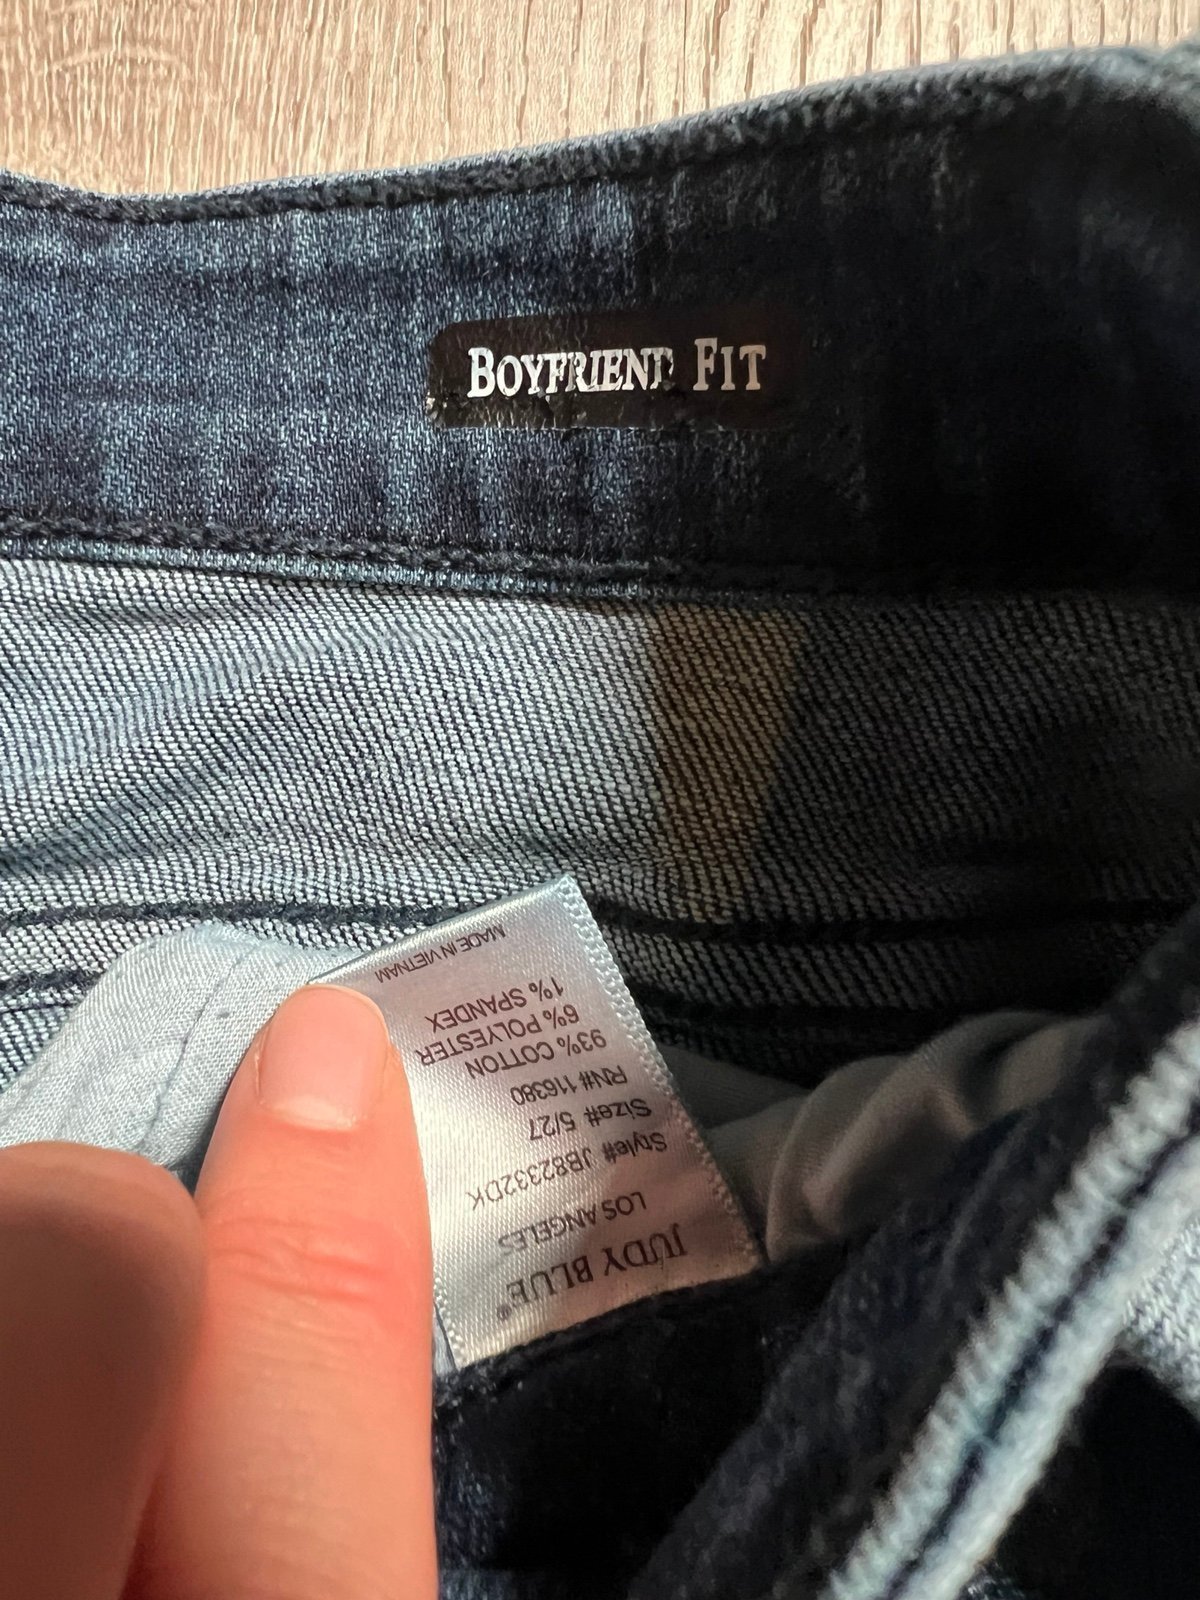 BOYFRIEND FIT
JUDY BLUE®
LOS ANGELES
Style# JB82332DK
Size# 5/27
RN# 116380
93% COTTON
6% POLYESTER
1% SPANDEX
MADE IN VIETNAM